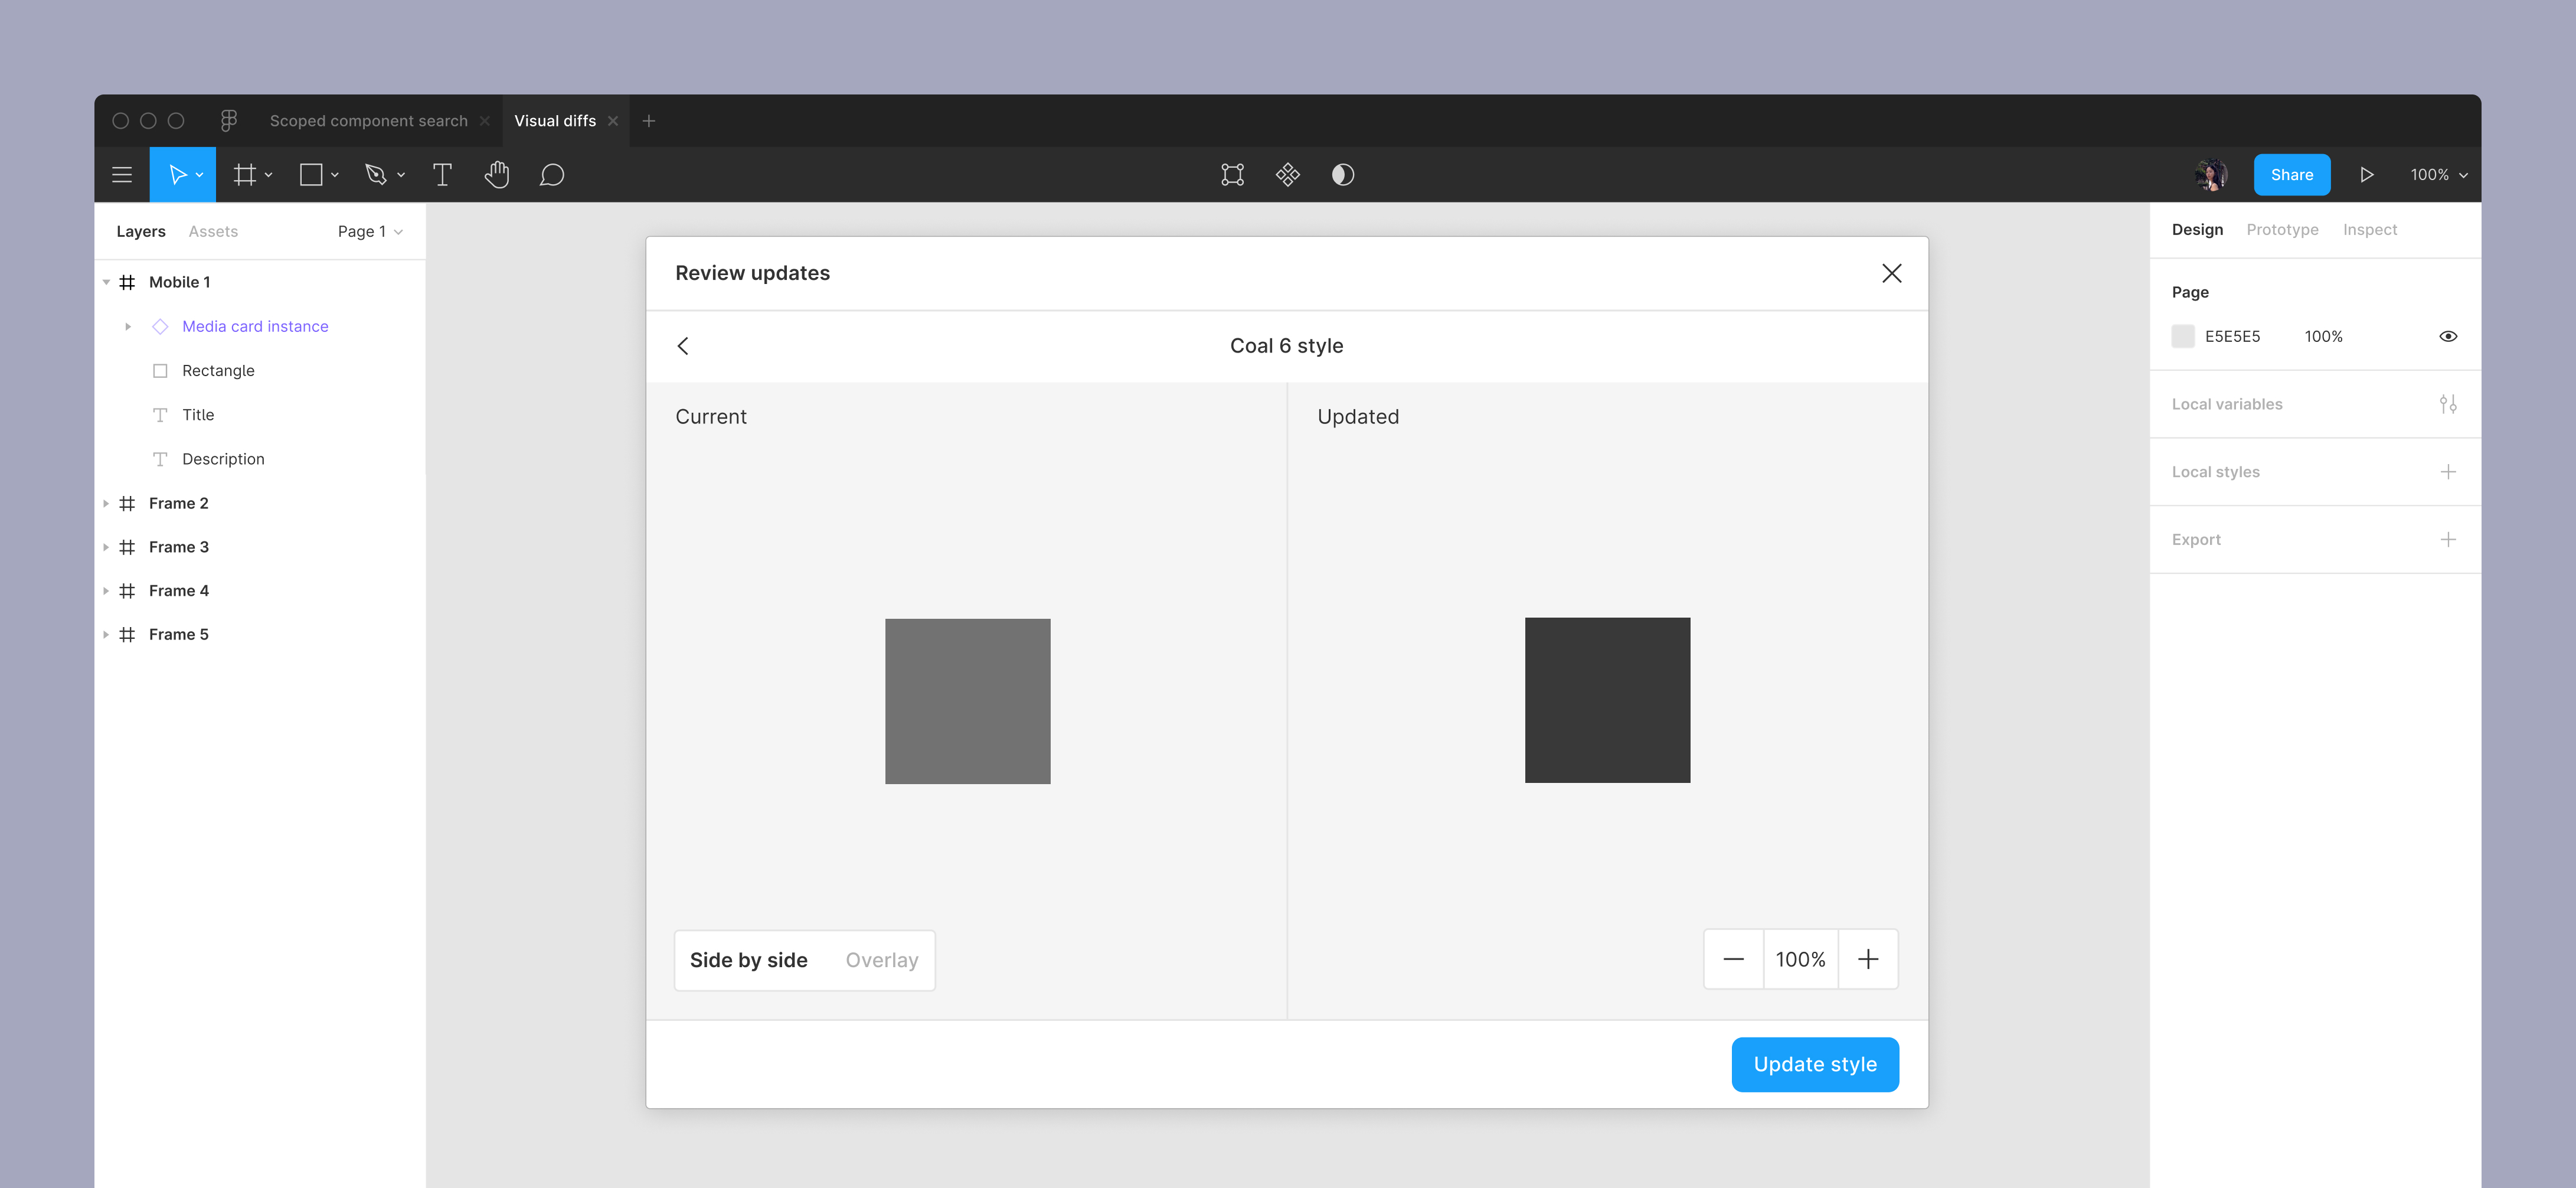 Scoped component search
Visual diffs
Share
100%
Layers
Assets
Page 1
Mobile 1
Media card instance
Rectangle
Title
Description
Frame 2
Frame 3
Frame 4
Frame 5
Review updates
Coal 6 style
Current
Updated
Side by side
Overlay
100%
Update style
Design
Prototype
Inspect
Page
E5E5E5
100%
Local variables
Local styles
Export